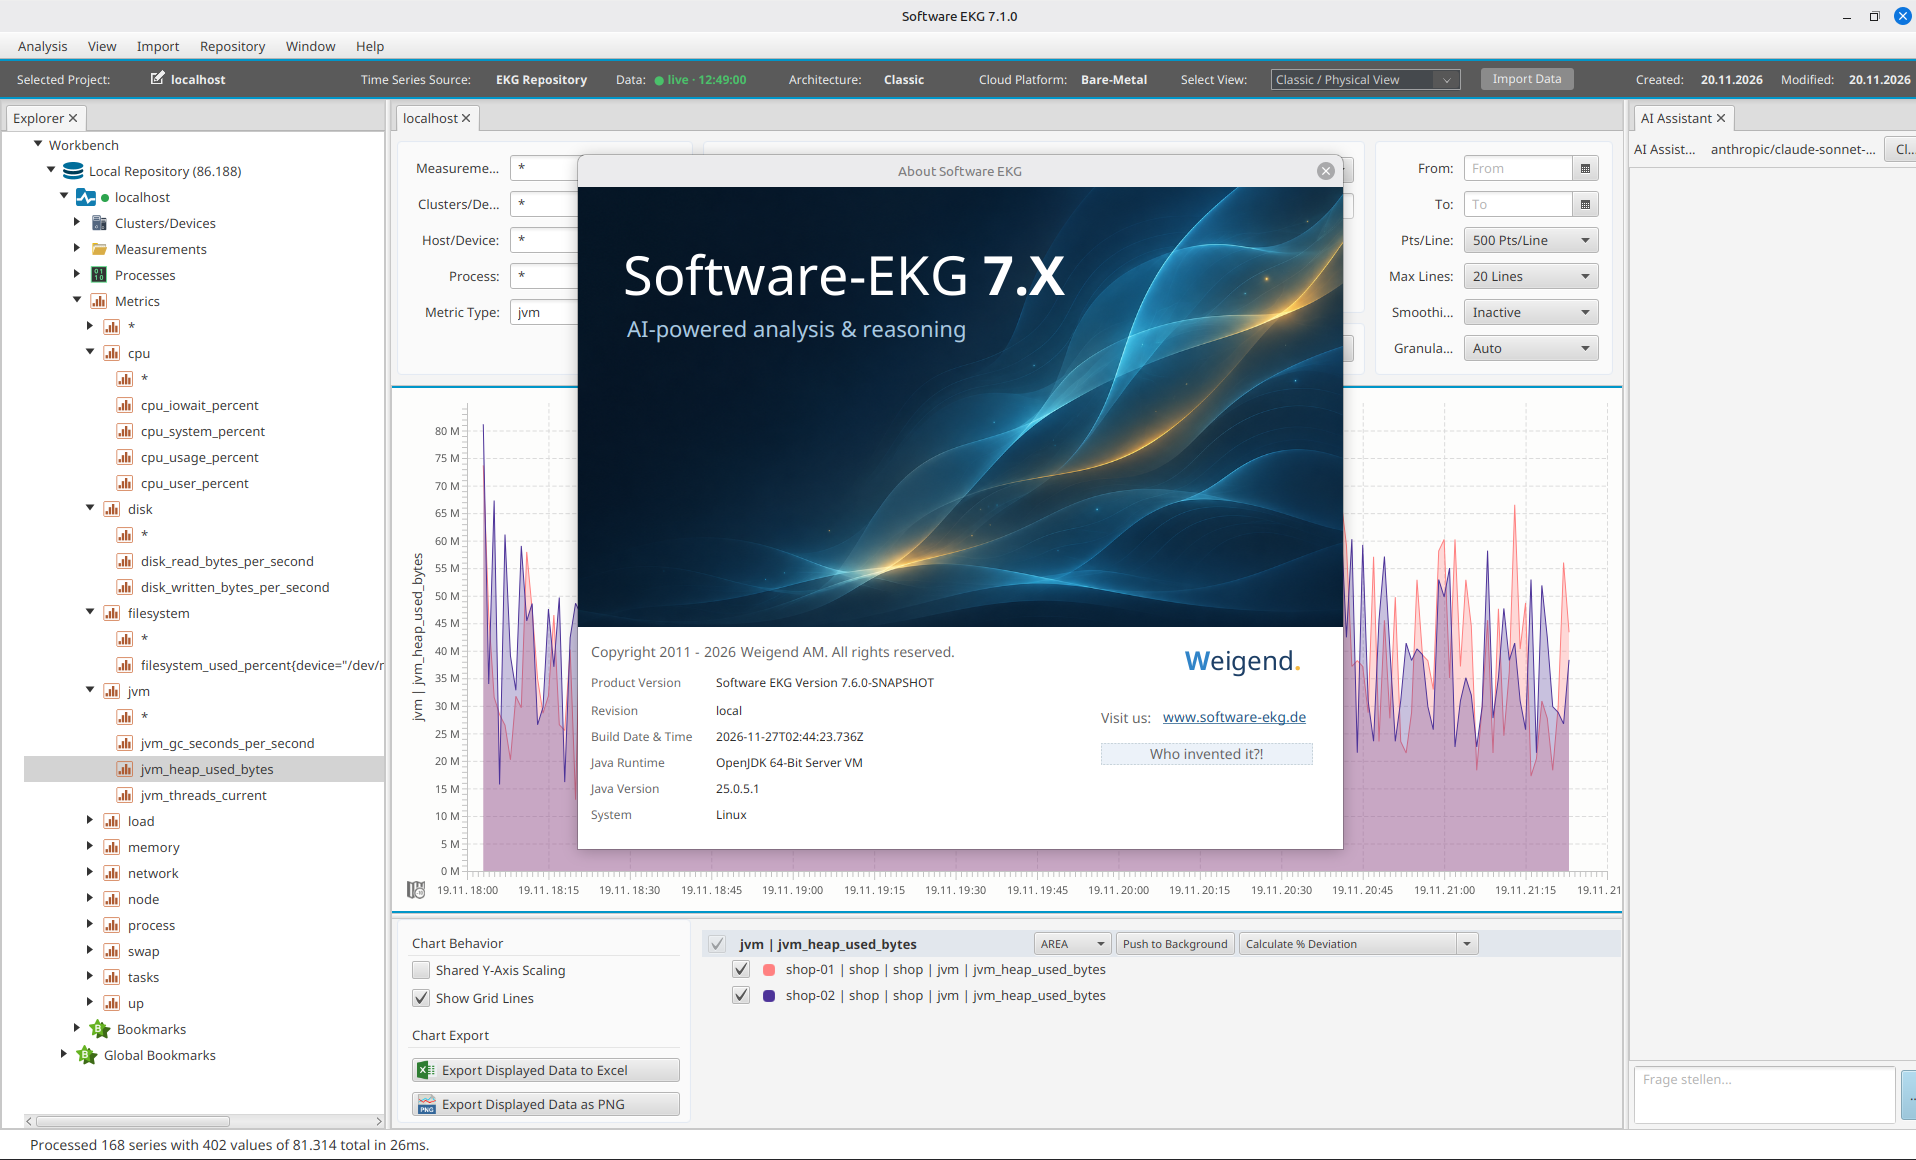 Software EKG 7.1.0
Analysis View Import Repository Window Help
Selected Project: localhost Time Series Source: EKG Repository Data: live · 12:49:00 Architecture: Classic Cloud Platform: Bare-Metal Select View: Classic / Physical View Import Data Created: 20.11.2026 Modified: 20.11.2026
Explorer
Workbench
Local Repository (86.188)
localhost
Clusters/Devices
Measurements
Processes
Metrics
*
cpu
*
cpu_iowait_percent
cpu_system_percent
cpu_usage_percent
cpu_user_percent
disk
*
disk_read_bytes_per_second
disk_written_bytes_per_second
filesystem
*
filesystem_used_percent{device="/dev/r
jvm
*
jvm_gc_seconds_per_second
jvm_heap_used_bytes
jvm_threads_current
load
memory
network
node
process
swap
tasks
up
Bookmarks
Global Bookmarks
localhost
Measureme... *
Clusters/De... *
Host/Device: *
Process: *
Metric Type: jvm
From: From
To: To
Pts/Line: 500 Pts/Line
Max Lines: 20 Lines
Smoothi... Inactive
Granula... Auto
About Software EKG
Software-EKG 7.X
AI-powered analysis & reasoning
Copyright 2011 - 2026 Weigend AM. All rights reserved.
Product Version Software EKG Version 7.6.0-SNAPSHOT
Revision local
Build Date & Time 2026-11-27T02:44:23.736Z
Java Runtime OpenJDK 64-Bit Server VM
Java Version 25.0.5.1
System Linux
Weigend.
Visit us: www.software-ekg.de
Who invented it?!
jvm | jvm_heap_used_bytes
80 M
75 M
70 M
65 M
60 M
55 M
50 M
45 M
40 M
35 M
30 M
25 M
20 M
15 M
10 M
5 M
0 M
19.11. 18:00 19.11. 18:15 19.11. 18:30 19.11. 18:45 19.11. 19:00 19.11. 19:15 19.11. 19:30 19.11. 19:45 19.11. 20:00 19.11. 20:15 19.11. 20:30 19.11. 20:45 19.11. 21:00 19.11. 21:15 19.11. 21
Chart Behavior
Shared Y-Axis Scaling
Show Grid Lines
Chart Export
Export Displayed Data to Excel
PNG Export Displayed Data as PNG
jvm | jvm_heap_used_bytes AREA Push to Background Calculate % Deviation
shop-01 | shop | shop | jvm | jvm_heap_used_bytes
shop-02 | shop | shop | jvm | jvm_heap_used_bytes
AI Assistant
AI Assist... anthropic/claude-sonnet-... Cl...
Frage stellen...
Processed 168 series with 402 values of 81.314 total in 26ms.